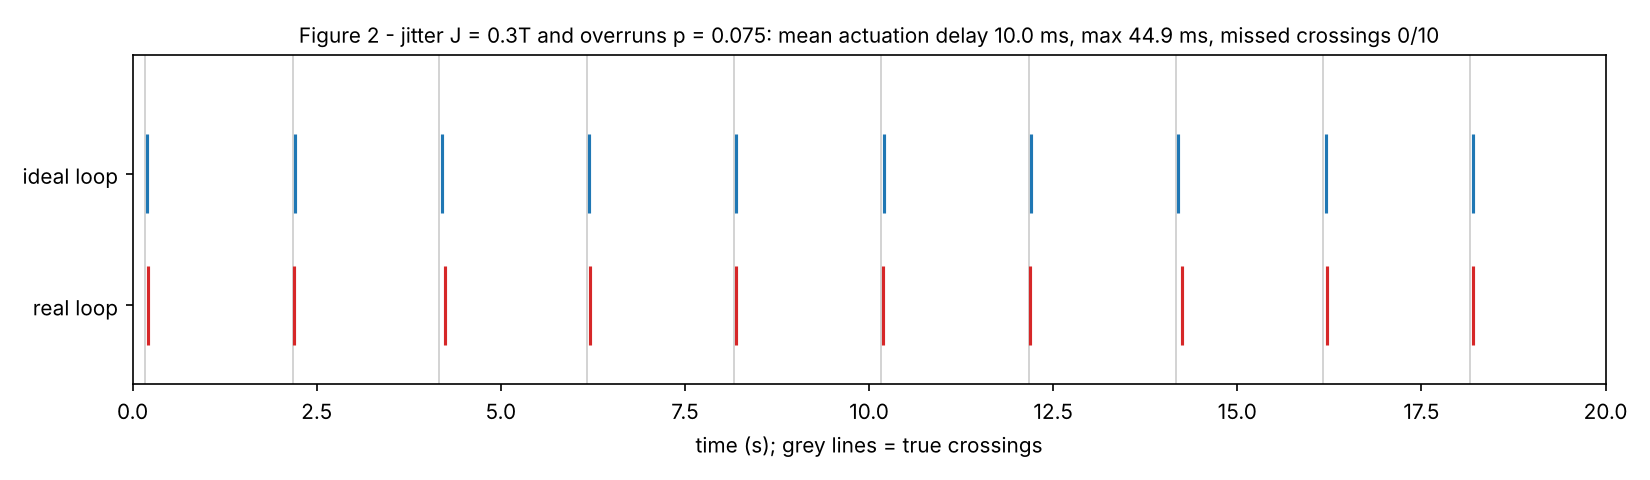 Figure 2 - jitter J = 0.3T and overruns p = 0.075: mean actuation delay 10.0 ms, max 44.9 ms, missed crossings 0/10
ideal loop
real loop
0.0 2.5 5.0 7.5 10.0 12.5 15.0 17.5 20.0
time (s); grey lines = true crossings